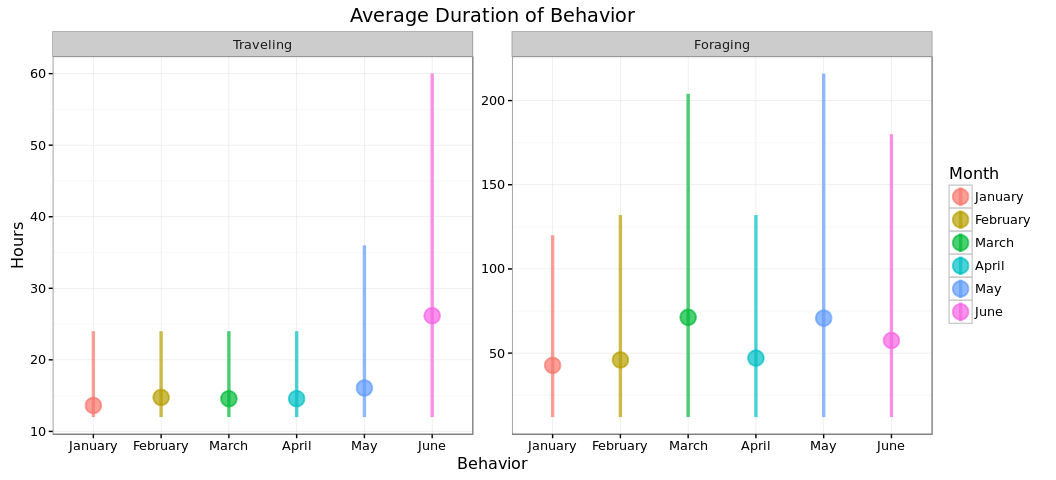 Average Duration of Behavior
Traveling
Foraging
Hours
60
50
40
30
20
10
200
150
100
50
January February March April May June
January February March April May June
Behavior
Month
January
February
March
April
May
June